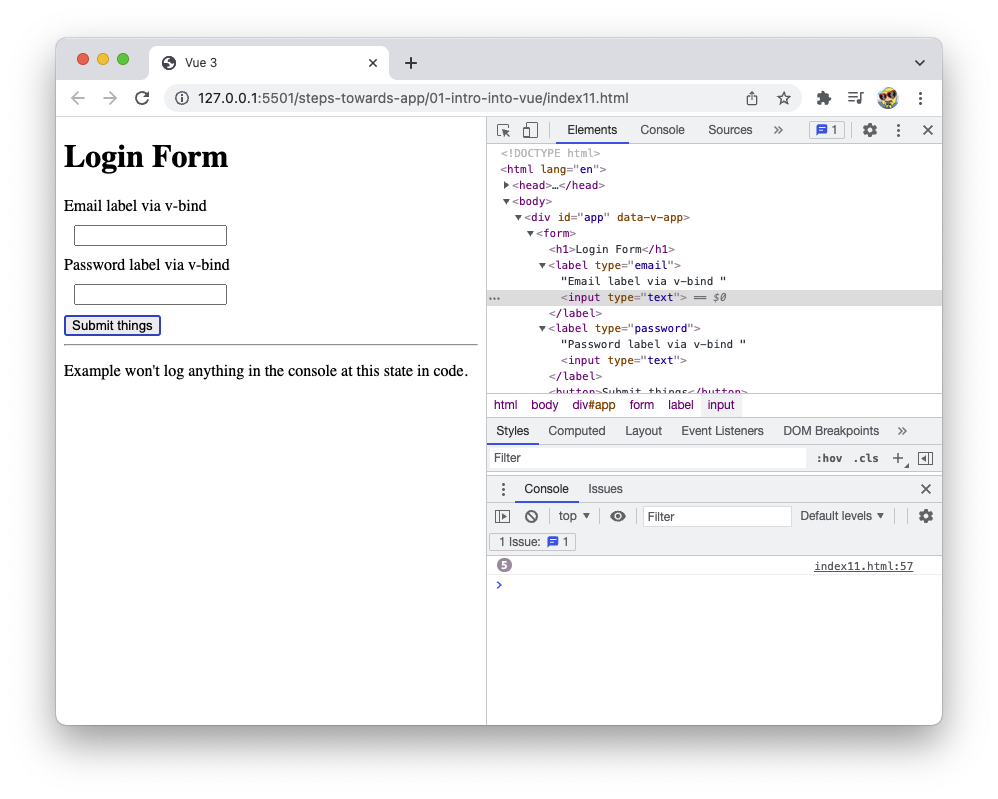 Vue 3
127.0.0.1:5501/steps-towards-app/01-intro-into-vue/index11.html
Login Form
Email label via v-bind
Password label via v-bind
Submit things
Example won't log anything in the console at this state in code.
Elements Console Sources » 1
<!DOCTYPE html>
<html lang="en">
<head>…</head>
<body>
<div id="app" data-v-app>
<form>
<h1>Login Form</h1>
<label type="email">
"Email label via v-bind "
<input type="text"> == $0
</label>
<label type="password">
"Password label via v-bind "
<input type="text">
</label>
<button>Submit things</button>
html body div#app form label input
Styles Computed Layout Event Listeners DOM Breakpoints »
Filter :hov .cls +
Console Issues
top ▼ Filter Default levels ▼
1 Issue: 1
5 index11.html:57
>